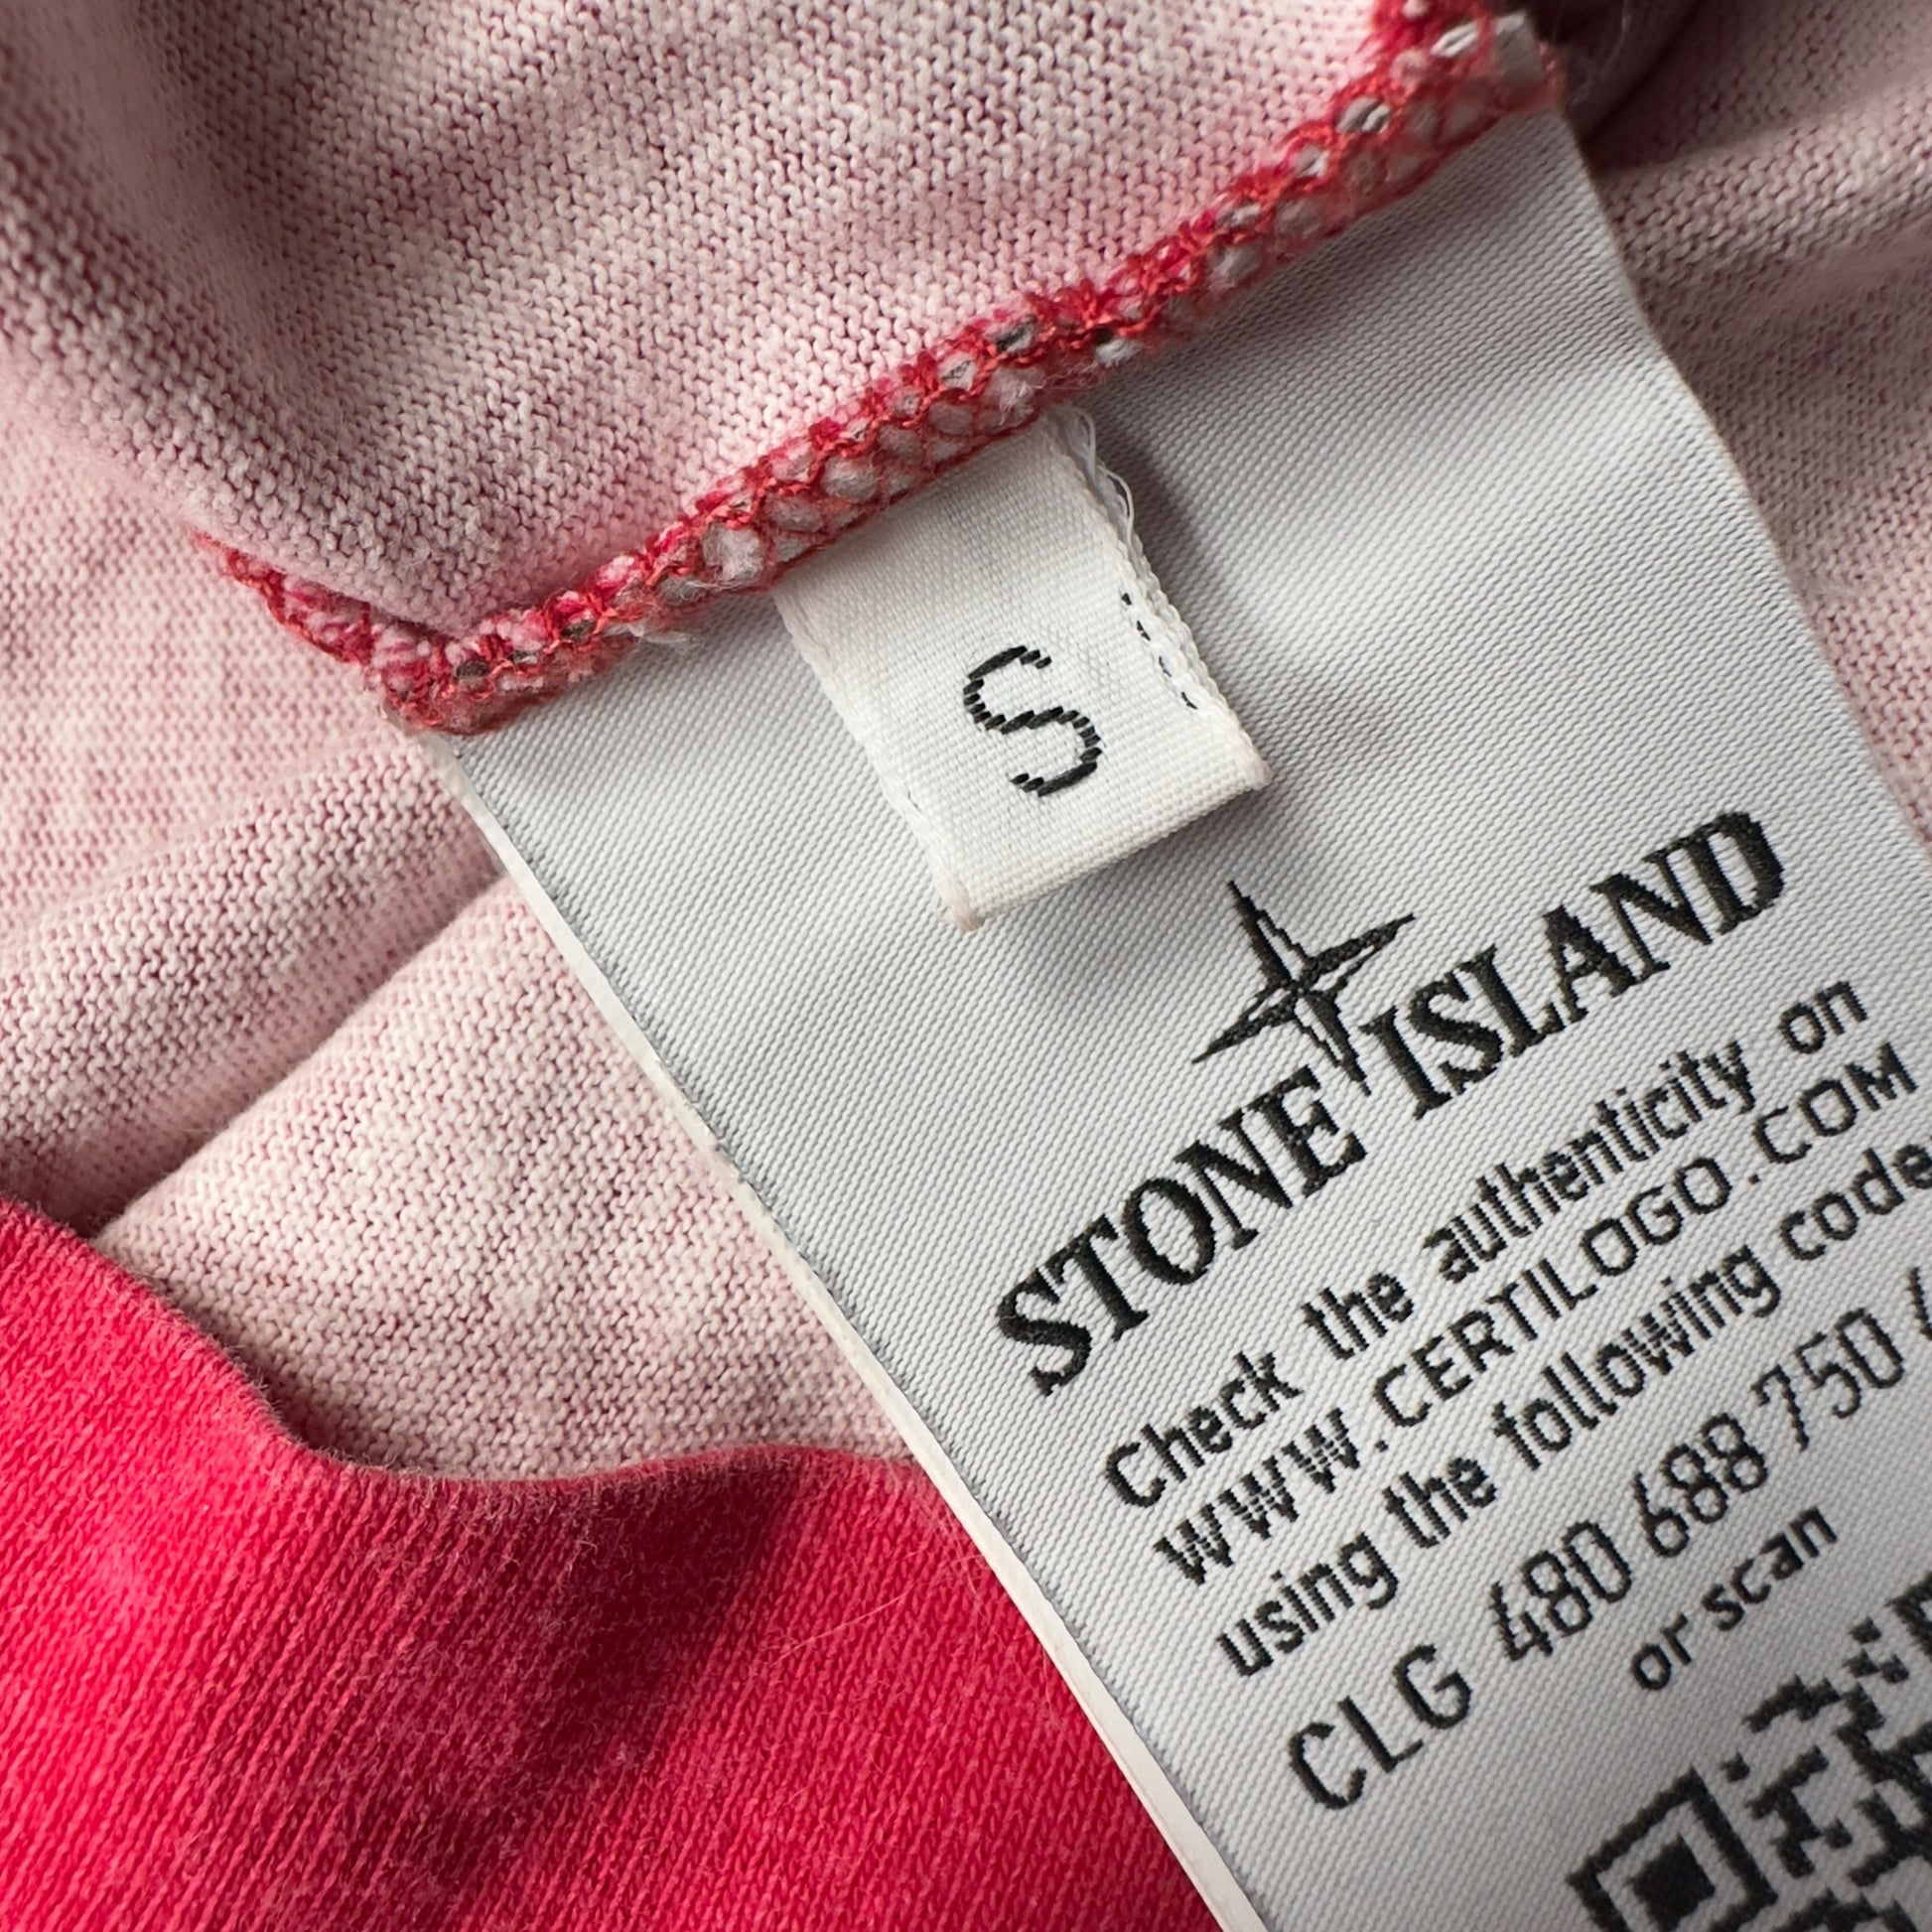 S
STONE ISLAND
Check the authenticity on
WWW.CERTILOGO.COM
using the following code
CLG 480 688 750
or scan